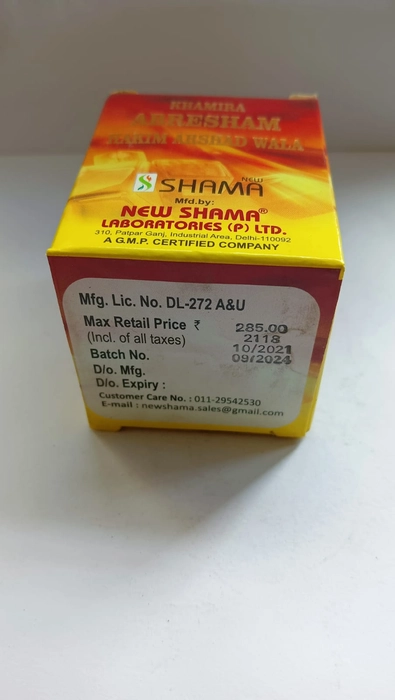 KHAMIRA
ABRESHAM
HAKIM ARSHAD WALA
NEW
SHAMA
Mfd.by:
NEW SHAMA®
LABORATORIES (P) LTD.
310, Patpar Ganj, Industrial Area, Delhi-110092
A G.M.P. CERTIFIED COMPANY
Mfg. Lic. No. DL-272 A&U
Max Retail Price ₹ 285.00
(Incl. of all taxes) 2118
Batch No. 10/2021
D/o. Mfg. 09/2024
D/o. Expiry :
Customer Care No. : 011-29542530
E-mail : newshama.sales@gmail.com